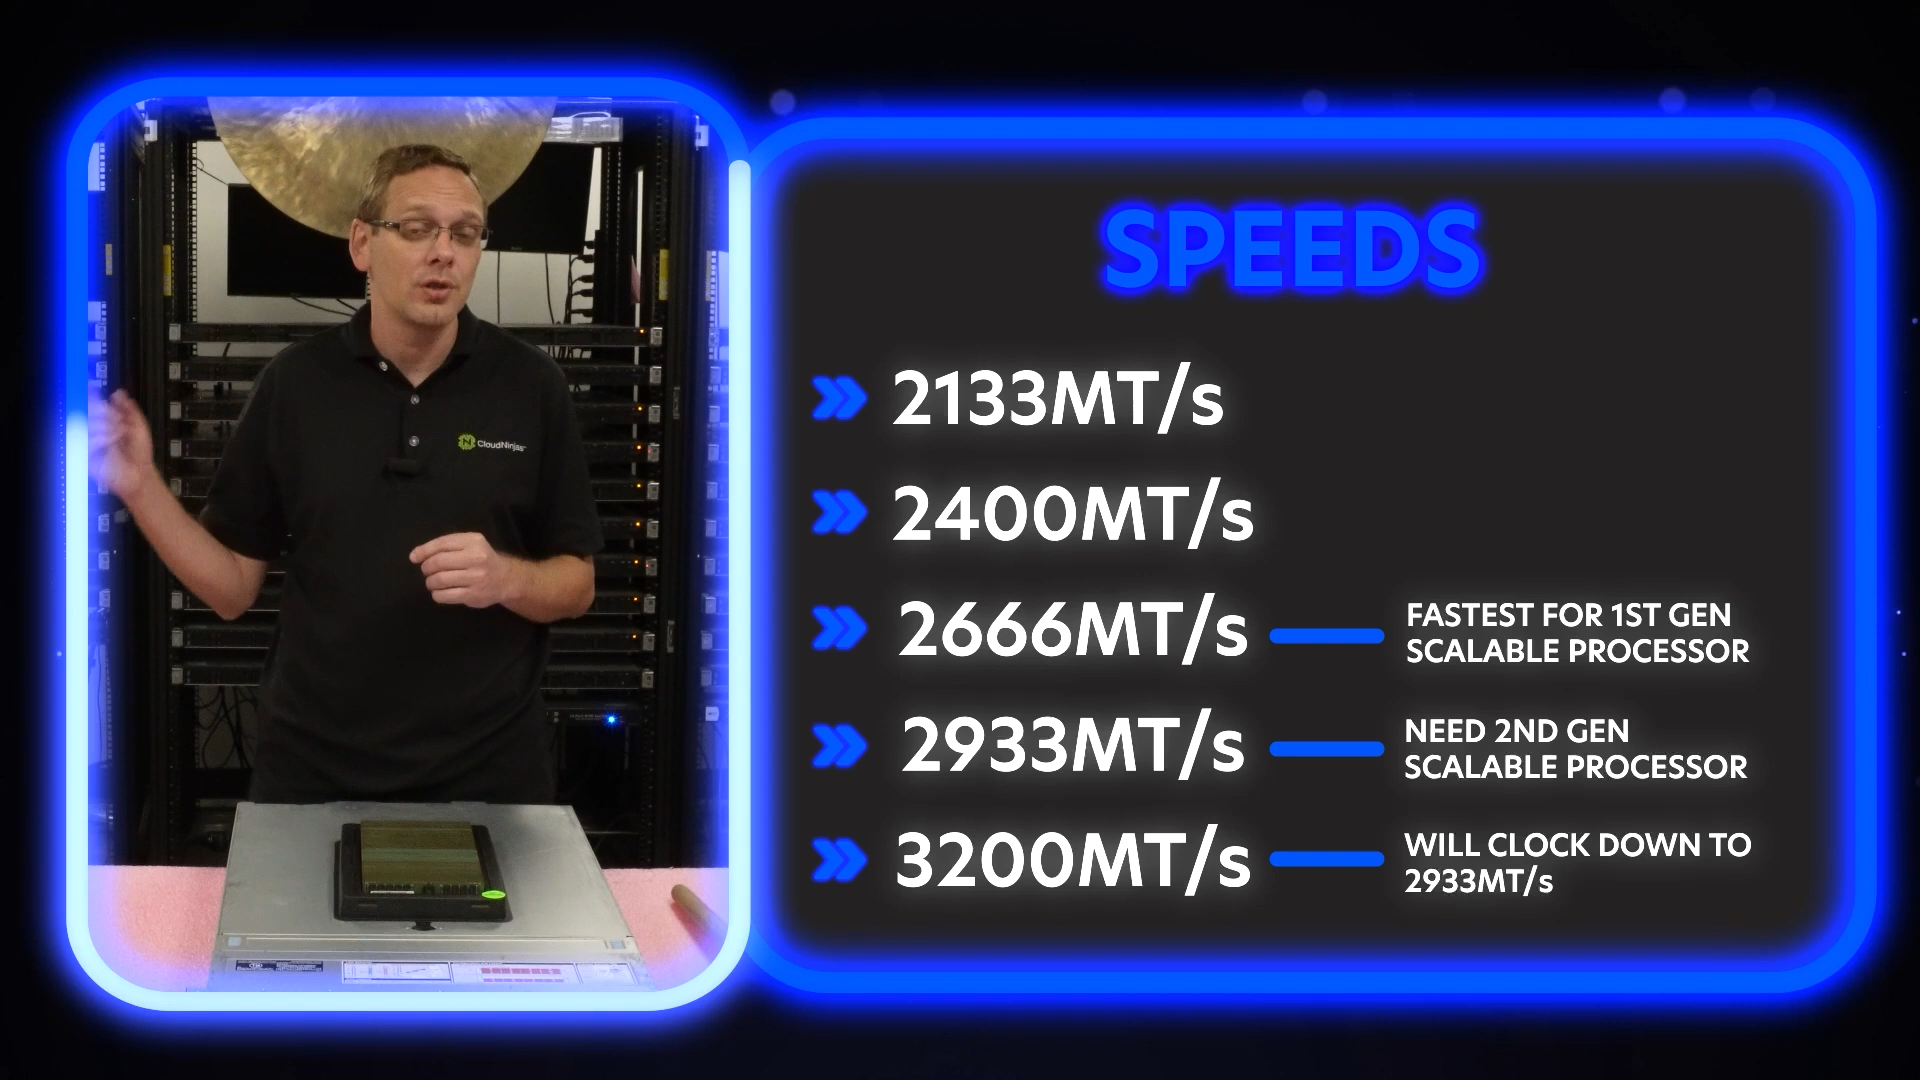 SPEEDS
2133MT/s
2400MT/s
2666MT/s
FASTEST FOR 1ST GEN
SCALABLE PROCESSOR
2933MT/s
NEED 2ND GEN
SCALABLE PROCESSOR
3200MT/s
WILL CLOCK DOWN TO
2933MT/s
CloudNinjas